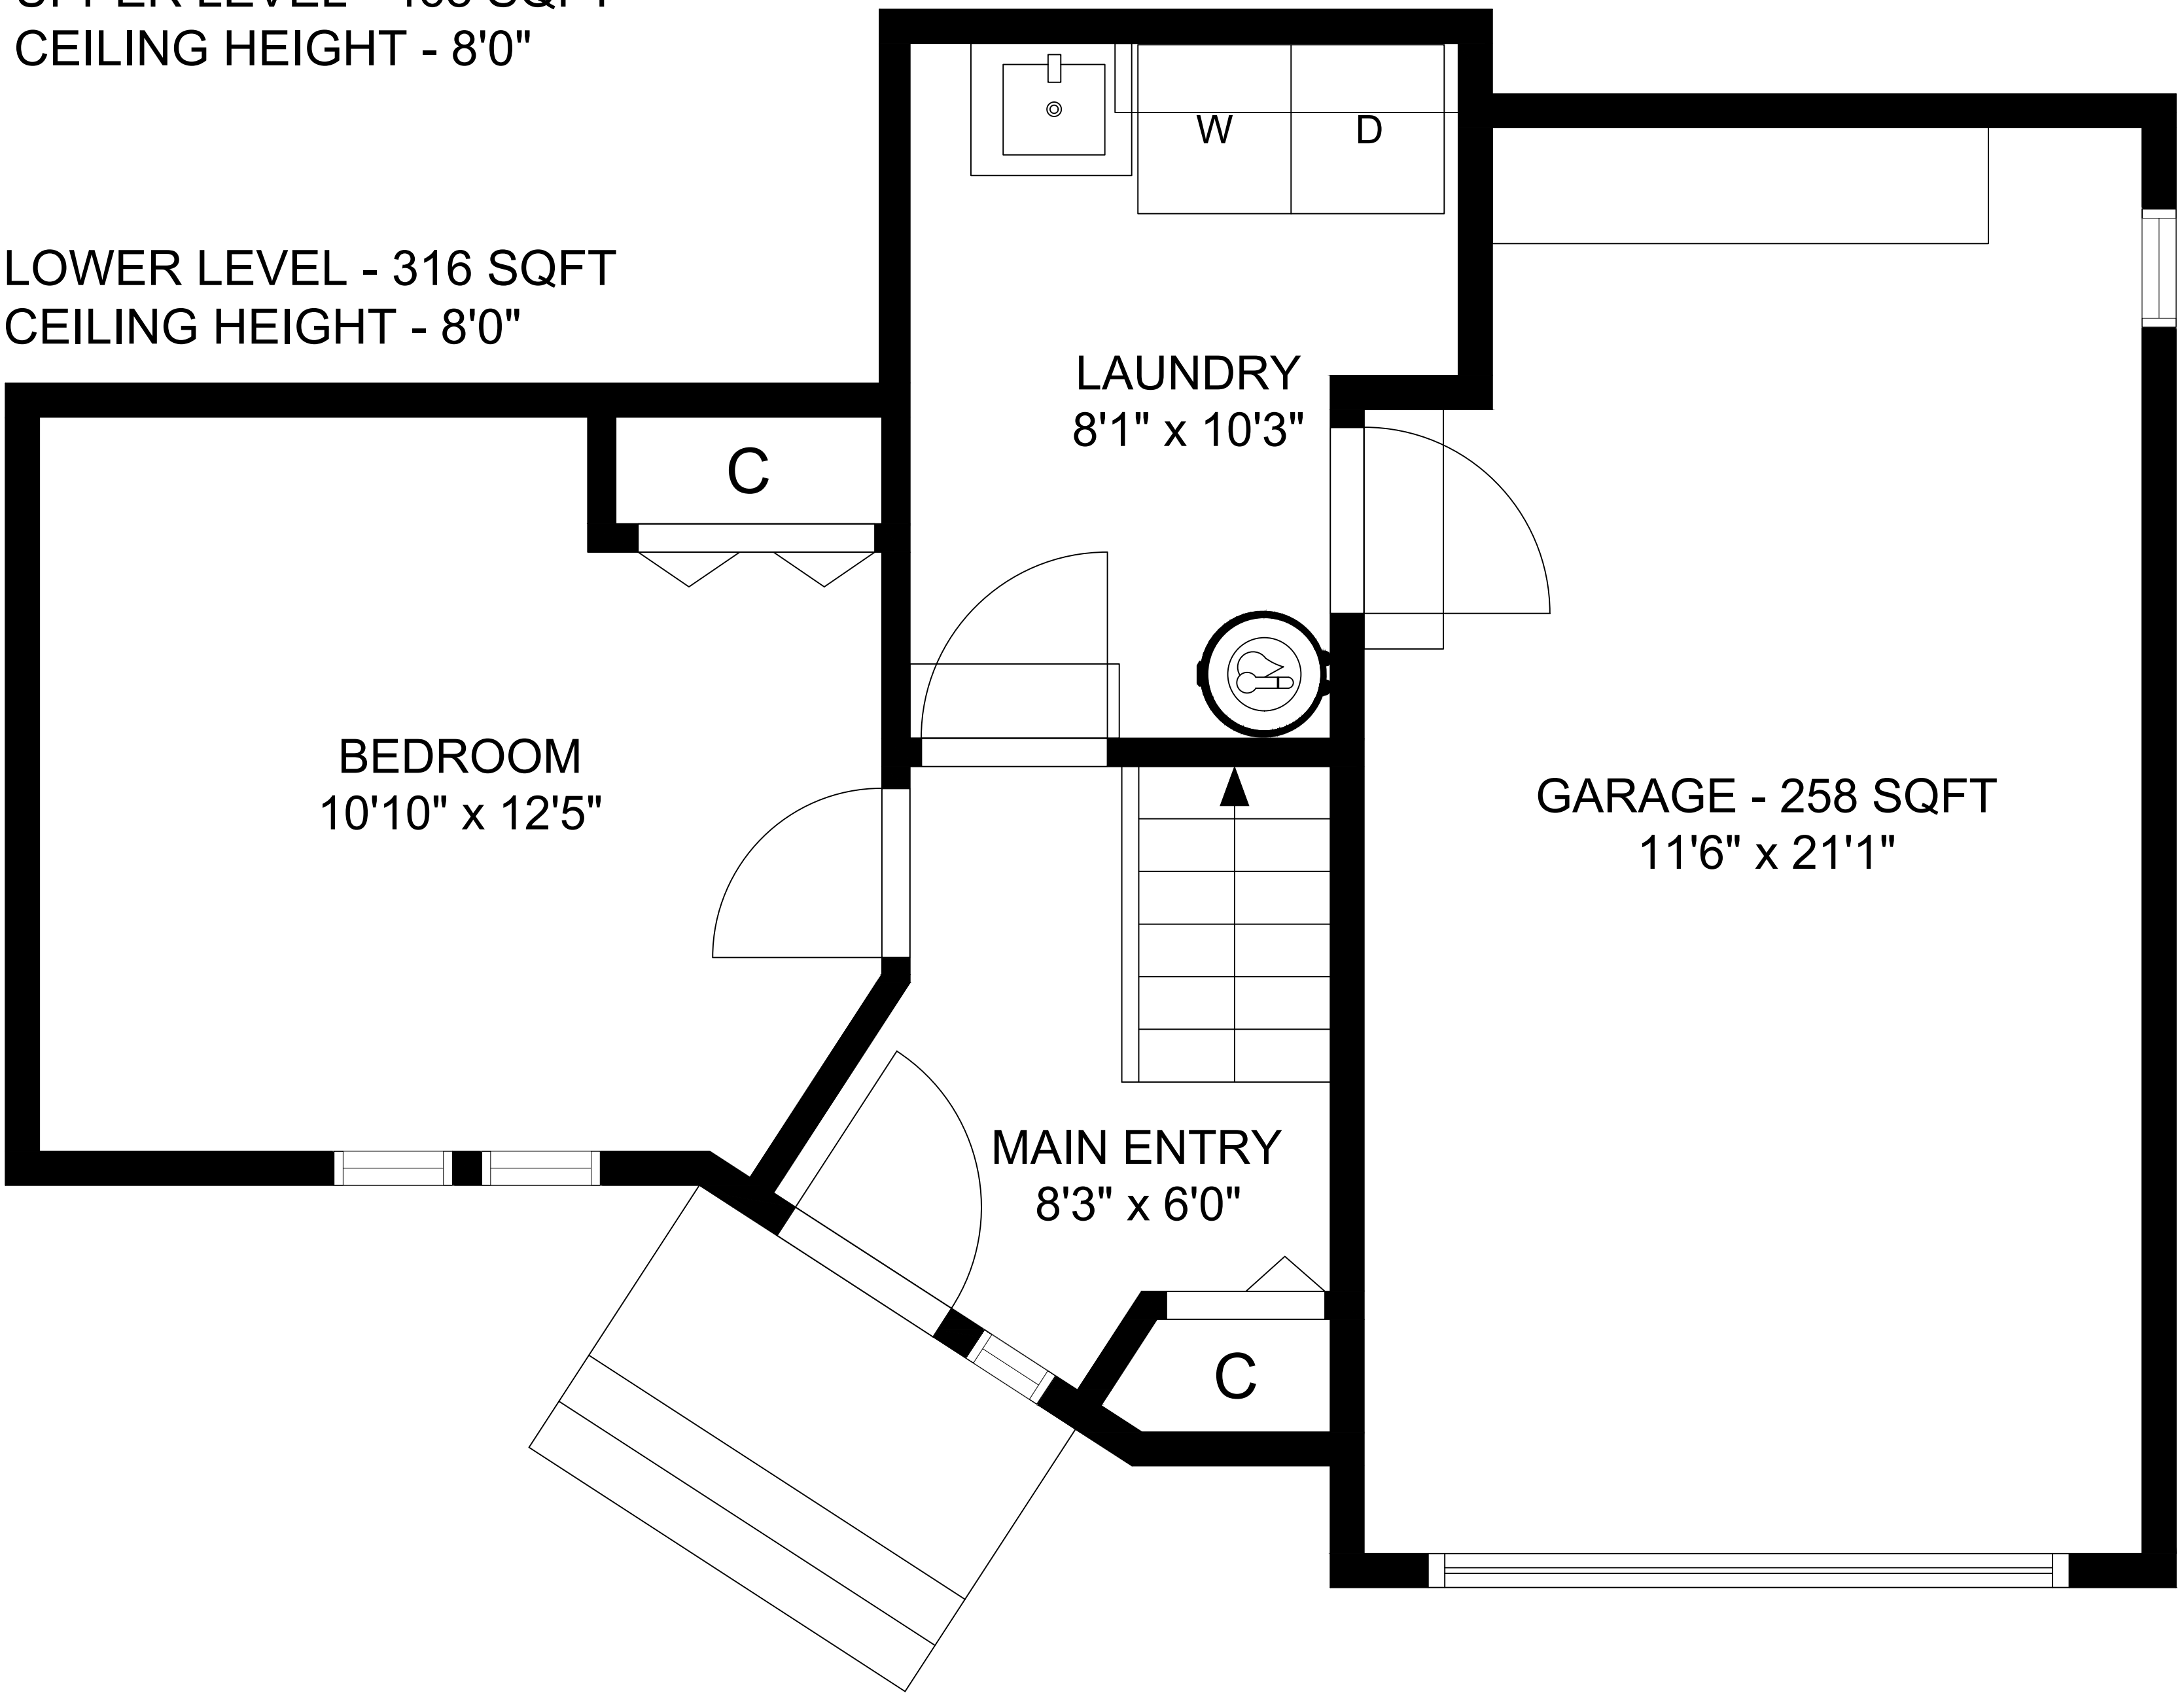 CEILING HEIGHT - 8'0"
LOWER LEVEL - 316 SQFT
CEILING HEIGHT - 8'0"
W
D
LAUNDRY
8'1" x 10'3"
C
BEDROOM
10'10" x 12'5"
GARAGE - 258 SQFT
11'6" x 21'1"
MAIN ENTRY
8'3" x 6'0"
C